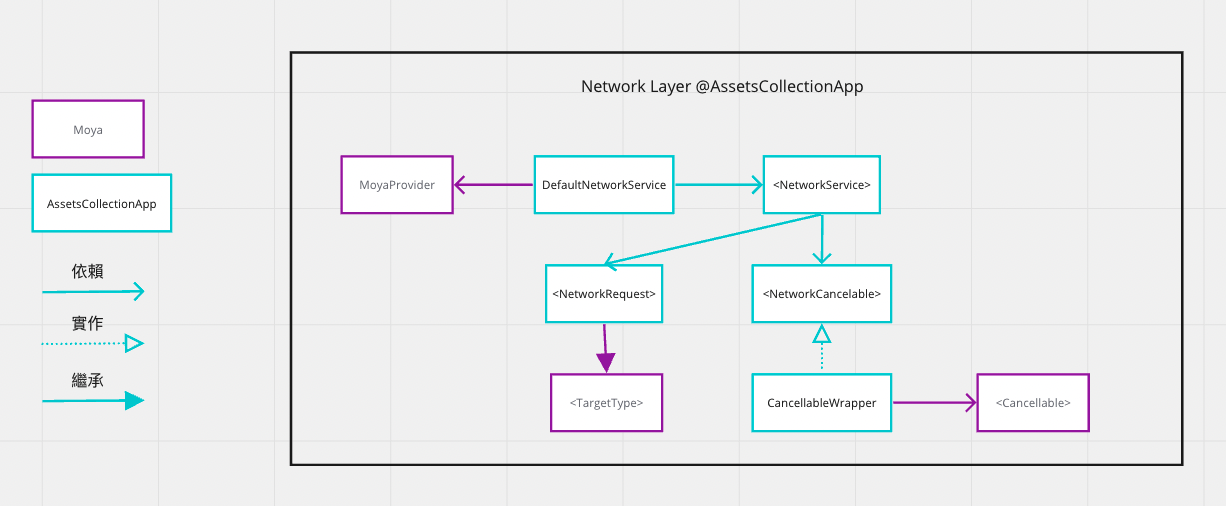 Network Layer @AssetsCollectionApp
Moya
AssetsCollectionApp
依賴
實作
繼承
MoyaProvider
DefaultNetworkService
<NetworkService>
<NetworkRequest>
<NetworkCancelable>
<TargetType>
CancellableWrapper
<Cancellable>